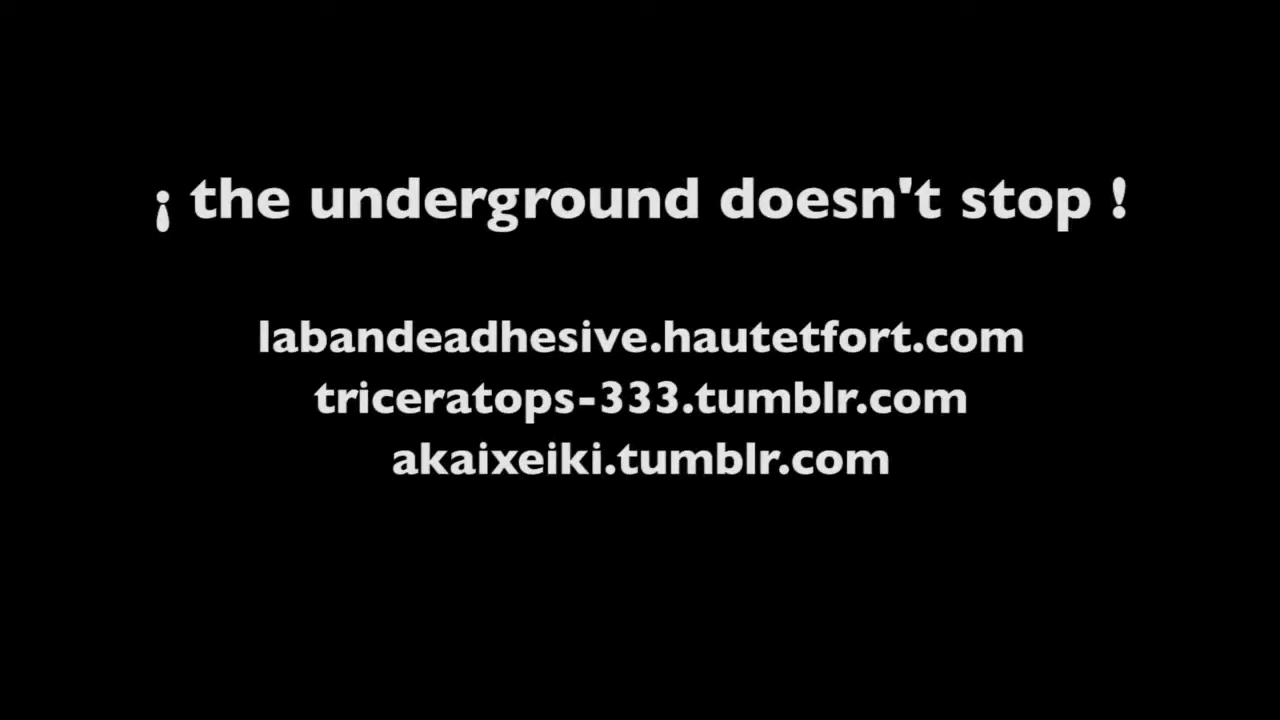 ¡ the underground doesn't stop !
labandeadhesive.hautetfort.com
triceratops-333.tumblr.com
akaixeiki.tumblr.com